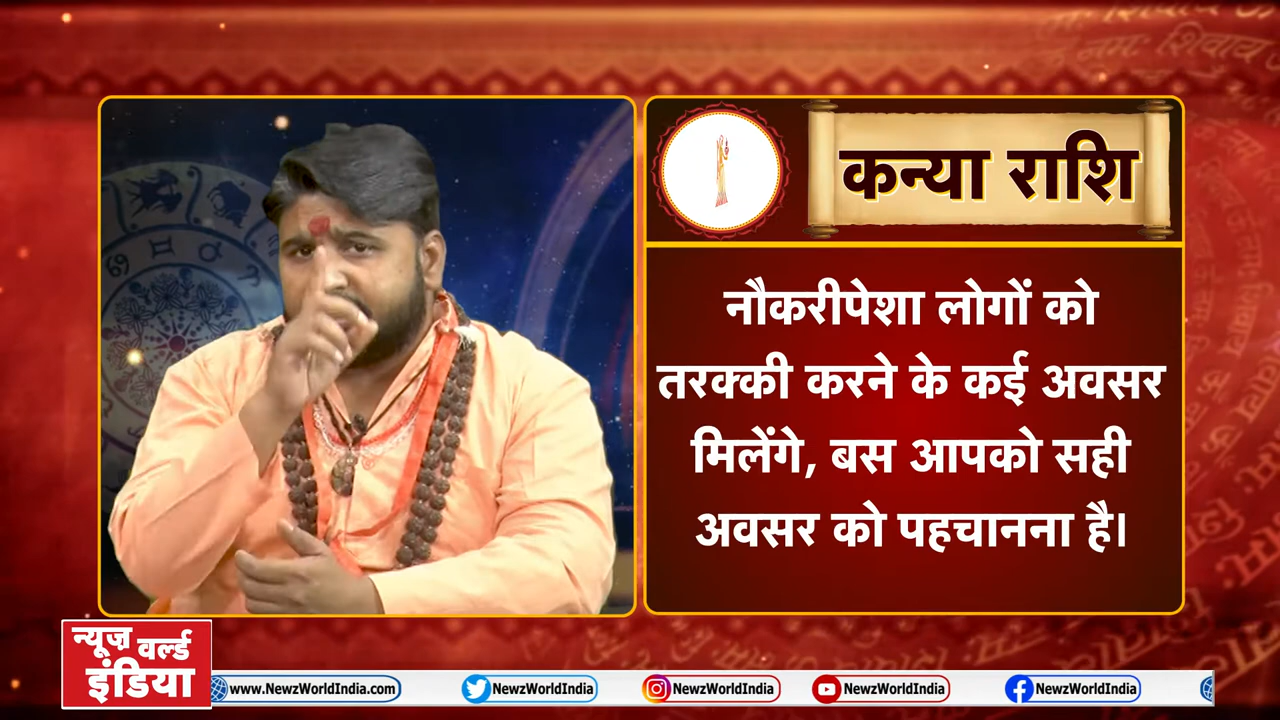 कन्या राशि
नौकरीपेशा लोगों को
तरक्की करने के कई अवसर
मिलेंगे, बस आपको सही
अवसर को पहचानना है।
न्यूज़ वर्ल्ड
इंडिया
www.NewzWorldIndia.com
NewzWorldIndia
NewzWorldIndia
NewzWorldIndia
NewzWorldIndia